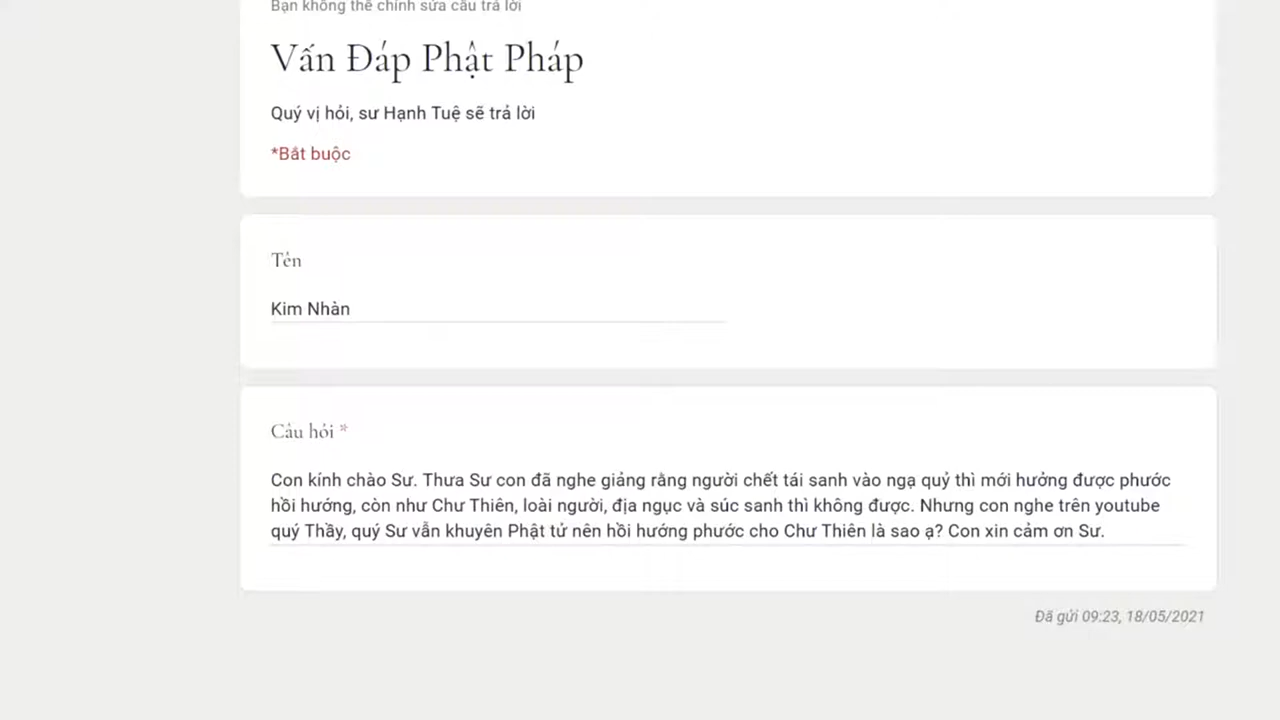 Bạn không thể chỉnh sửa câu trả lời
Vấn Đáp Phật Pháp
Quý vị hỏi, sư Hạnh Tuệ sẽ trả lời
*Bắt buộc
Tên
Kim Nhàn
Câu hỏi *
Con kính chào Sư. Thưa Sư con đã nghe giảng rằng người chết tái sanh vào ngạ quỷ thì mới hưởng được phước
hồi hướng, còn như Chư Thiên, loài người, địa ngục và súc sanh thì không được. Nhưng con nghe trên youtube
quý Thầy, quý Sư vẫn khuyên Phật tử nên hồi hướng phước cho Chư Thiên là sao ạ? Con xin cảm ơn Sư.
Đã gửi 09:23, 18/05/2021